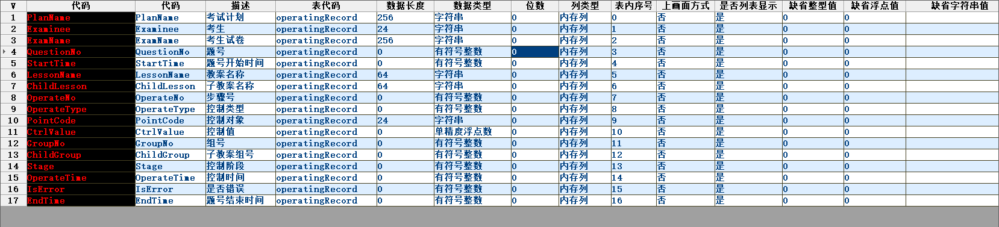 V 代码 代码 描述 表代码 数据长度 数据类型 位数 列类型 表内序号 上画面方式 是否列表显示 缺省整型值 缺省浮点值 缺省字符串值
1 PlanName PlanName 考试计划 operatingRecord 256 字符串 0 内存列 0 否 是 0 0
2 Examinee Examinee 考生 operatingRecord 24 字符串 0 内存列 1 否 是 0 0
3 ExamName ExamName 考生试卷 operatingRecord 256 字符串 0 内存列 2 否 是 0 0
4 QuestionNo QuestionNo 题号 operatingRecord 0 有符号整数 0 内存列 3 否 是 0 0
5 StartTime StartTime 题号开始时间 operatingRecord 0 有符号整数 0 内存列 4 否 是 0 0
6 LessonName LessonName 教案名称 operatingRecord 64 字符串 0 内存列 5 否 是 0 0
7 ChildLesson ChildLesson 子教案名称 operatingRecord 64 字符串 0 内存列 6 否 是 0 0
8 OperateNo OperateNo 步骤号 operatingRecord 0 有符号整数 0 内存列 7 否 是 0 0
9 OperateType OperateType 控制类型 operatingRecord 0 有符号整数 0 内存列 8 否 是 0 0
10 PointCode PointCode 控制对象 operatingRecord 24 字符串 0 内存列 9 否 是 0 0
11 CtrlValue CtrlValue 控制值 operatingRecord 0 单精度浮点数 0 内存列 10 否 是 0 0
12 GroupNo GroupNo 组号 operatingRecord 0 有符号整数 0 内存列 11 否 是 0 0
13 ChildGroup ChildGroup 子教案组号 operatingRecord 0 有符号整数 0 内存列 12 否 是 0 0
14 Stage Stage 控制阶段 operatingRecord 0 有符号整数 0 内存列 13 否 是 0 0
15 OperateTime OperateTime 控制时间 operatingRecord 0 有符号整数 0 内存列 14 否 是 0 0
16 IsError IsError 是否错误 operatingRecord 0 有符号整数 0 内存列 15 否 是 0 0
17 EndTime EndTime 题号结束时间 operatingRecord 0 有符号整数 0 内存列 16 否 是 0 0